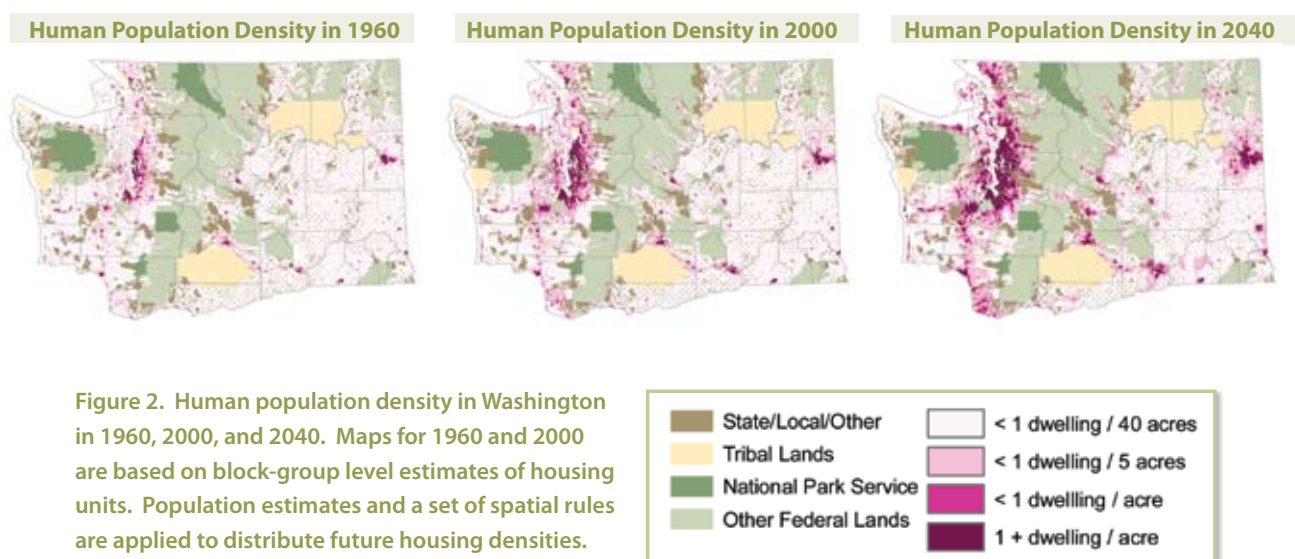 Human Population Density in 1960
Human Population Density in 2000
Human Population Density in 2040
Figure 2. Human population density in Washington
in 1960, 2000, and 2040. Maps for 1960 and 2000
are based on block-group level estimates of housing
units. Population estimates and a set of spatial rules
are applied to distribute future housing densities.
State/Local/Other
Tribal Lands
National Park Service
Other Federal Lands
< 1 dwelling / 40 acres
< 1 dwelling / 5 acres
< 1 dwellling / acre
1 + dwelling / acre